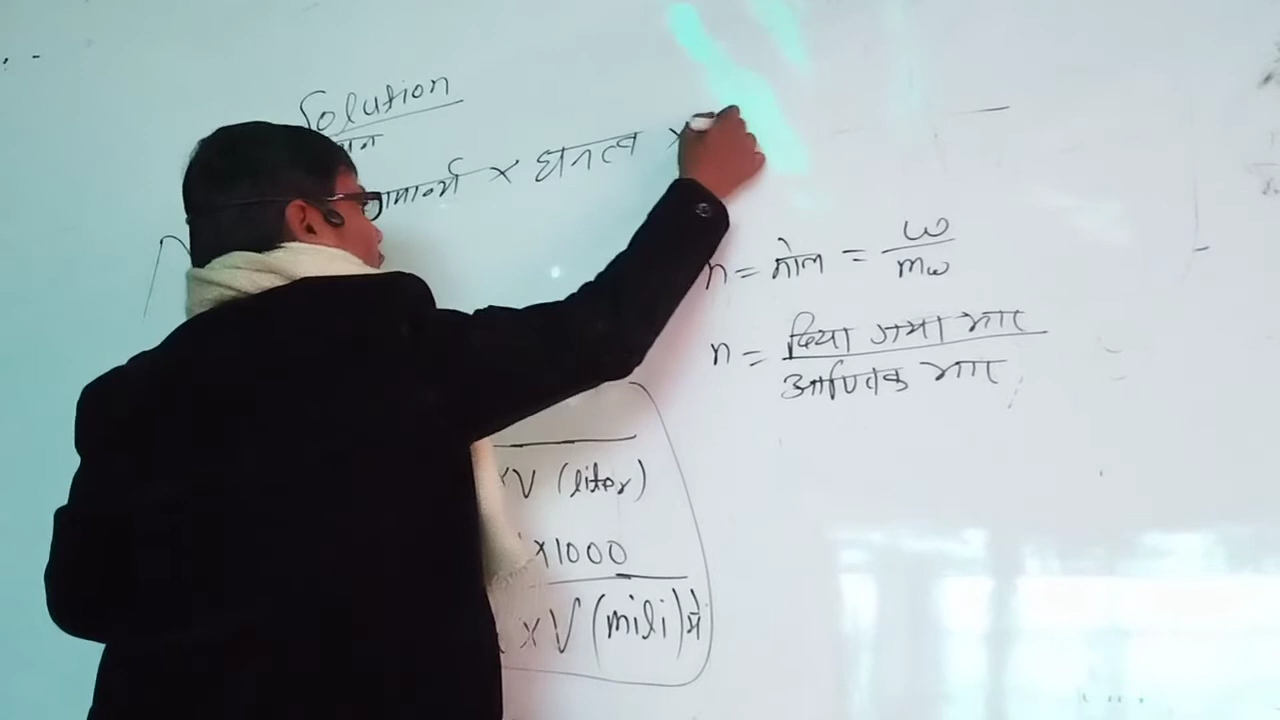 Solution
× घनत्व ×
n = मोल = w
mw
n = दिया गया भार
आण्विक भार
×V (liter)
×1000
×V (mili) में